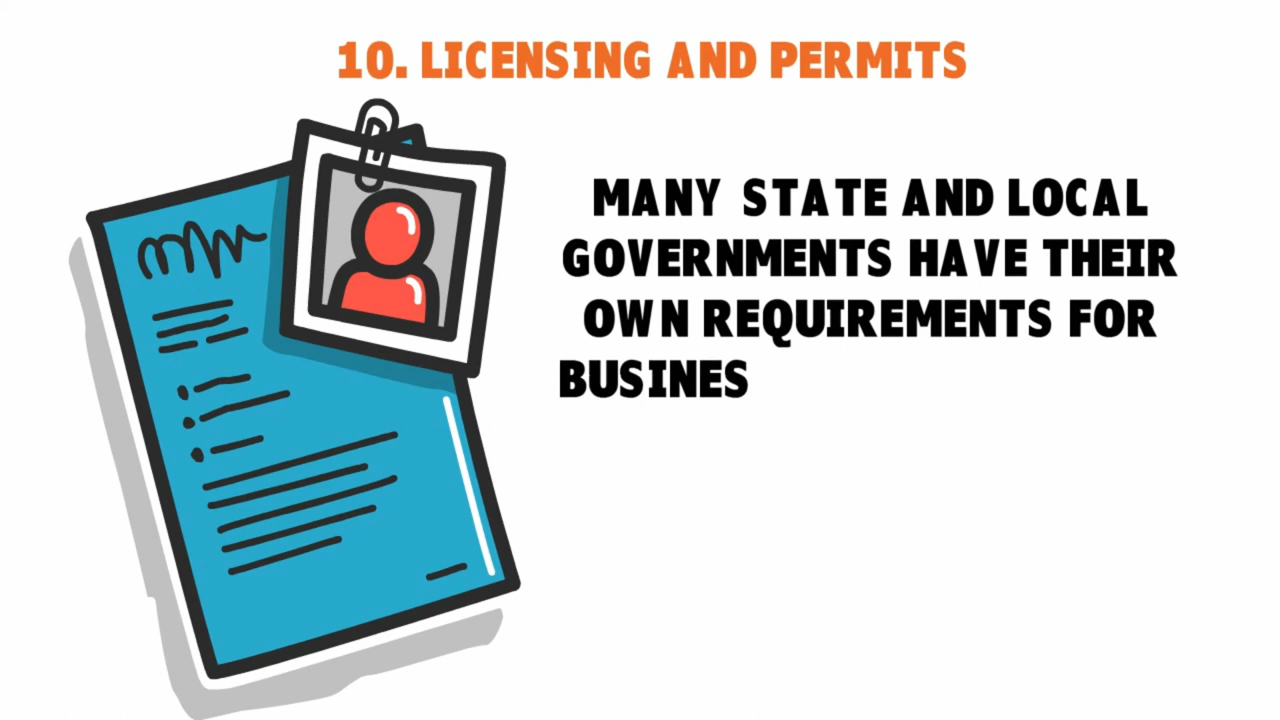 10. LICENSING AND PERMITS
MANY STATE AND LOCAL
GOVERNMENTS HAVE THEIR
OWN REQUIREMENTS FOR
BUSINES